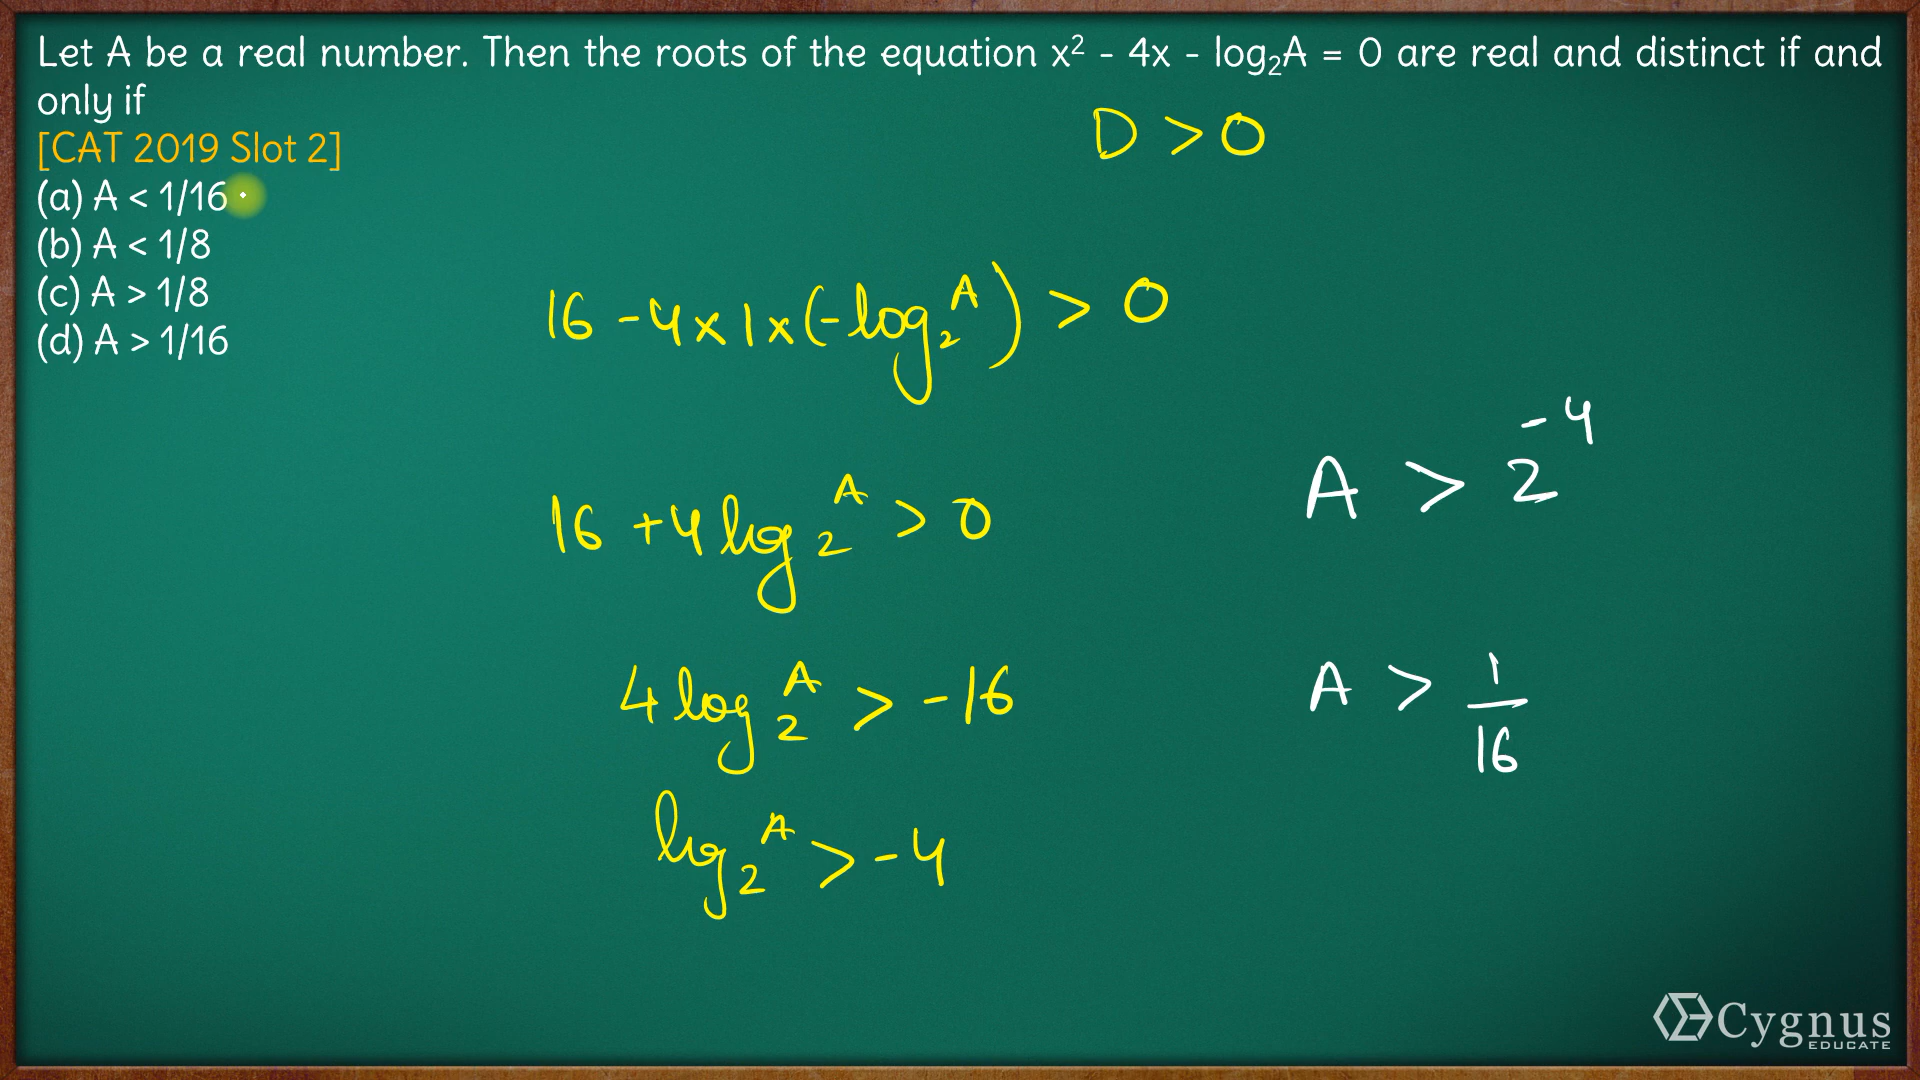 Let A be a real number. Then the roots of the equation x² - 4x - log₂A = 0 are real and distinct if and
only if
[CAT 2019 Slot 2]
(a) A < 1/16
(b) A < 1/8
(c) A > 1/8
(d) A > 1/16
D > 0
16 - 4 x 1 x (-log₂A) > 0
16 + 4 log₂A > 0
4 log₂A > -16
log₂A > -4
A > 2⁻⁴
A > 1/16
Cygnus
EDUCATE